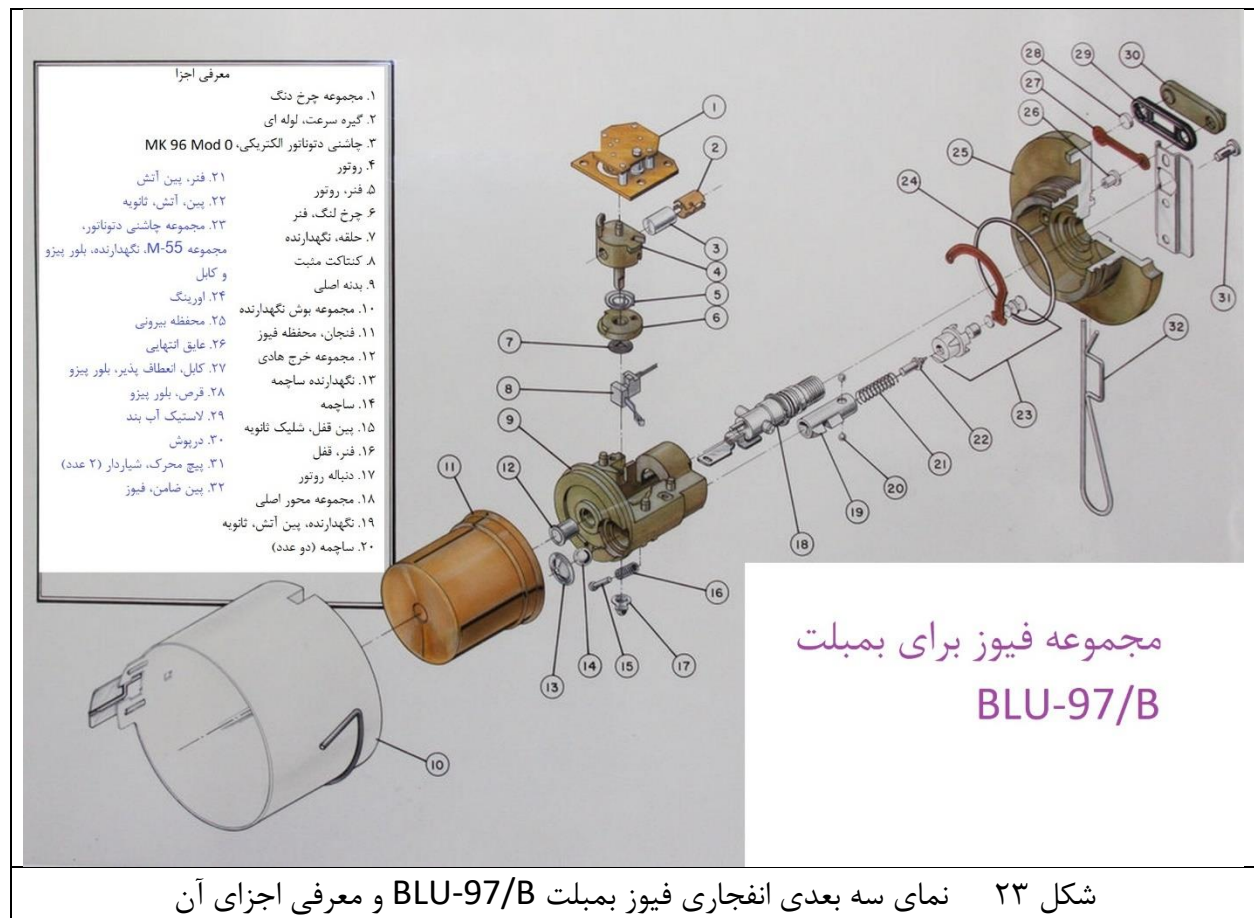 معرفی اجزا
۱. مجموعه چرخ دنگ
۲. گیره سرعت، لوله ای
۳. چاشنی دتوناتور الکتریکی، MK 96 Mod 0
۴. روتور
۵. فنر، روتور
۶. چرخ لنگ، فنر
۷. حلقه، نگهدارنده
۸. کنتاکت مثبت
۹. بدنه اصلی
۱۰. مجموعه بوش نگهدارنده
۱۱. فنجان، محفظه فیوز
۱۲. مجموعه خرج هادی
۱۳. نگهدارنده ساچمه
۱۴. ساچمه
۱۵. پین قفل، شلیک ثانویه
۱۶. فنر، قفل
۱۷. دنباله روتور
۱۸. مجموعه محور اصلی
۱۹. نگهدارنده، پین آتش، ثانویه
۲۰. ساچمه (دو عدد)
۲۱. فنر، پین آتش
۲۲. پین، آتش، ثانویه
۲۳. مجموعه چاشنی دتوناتور،
مجموعه M-55، نگهدارنده، بلور پیزو
و کابل
۲۴. اورینگ
۲۵. محفظه بیرونی
۲۶. عایق انتهایی
۲۷. کابل، انعطاف پذیر، بلور پیزو
۲۸. قرص، بلور پیزو
۲۹. لاستیک آب بند
۳۰. درپوش
۳۱. پیچ محرک، شیاردار (۲ عدد)
۳۲. پین ضامن، فیوز
1
2
3
4
5
6
7
8
9
10
11
12
13
14
15
16
17
18
19
20
21
22
23
24
25
26
27
28
29
30
31
32
مجموعه فیوز برای بمبلت
BLU-97/B
شکل ۲۳ نمای سه بعدی انفجاری فیوز بمبلت BLU-97/B و معرفی اجزای آن